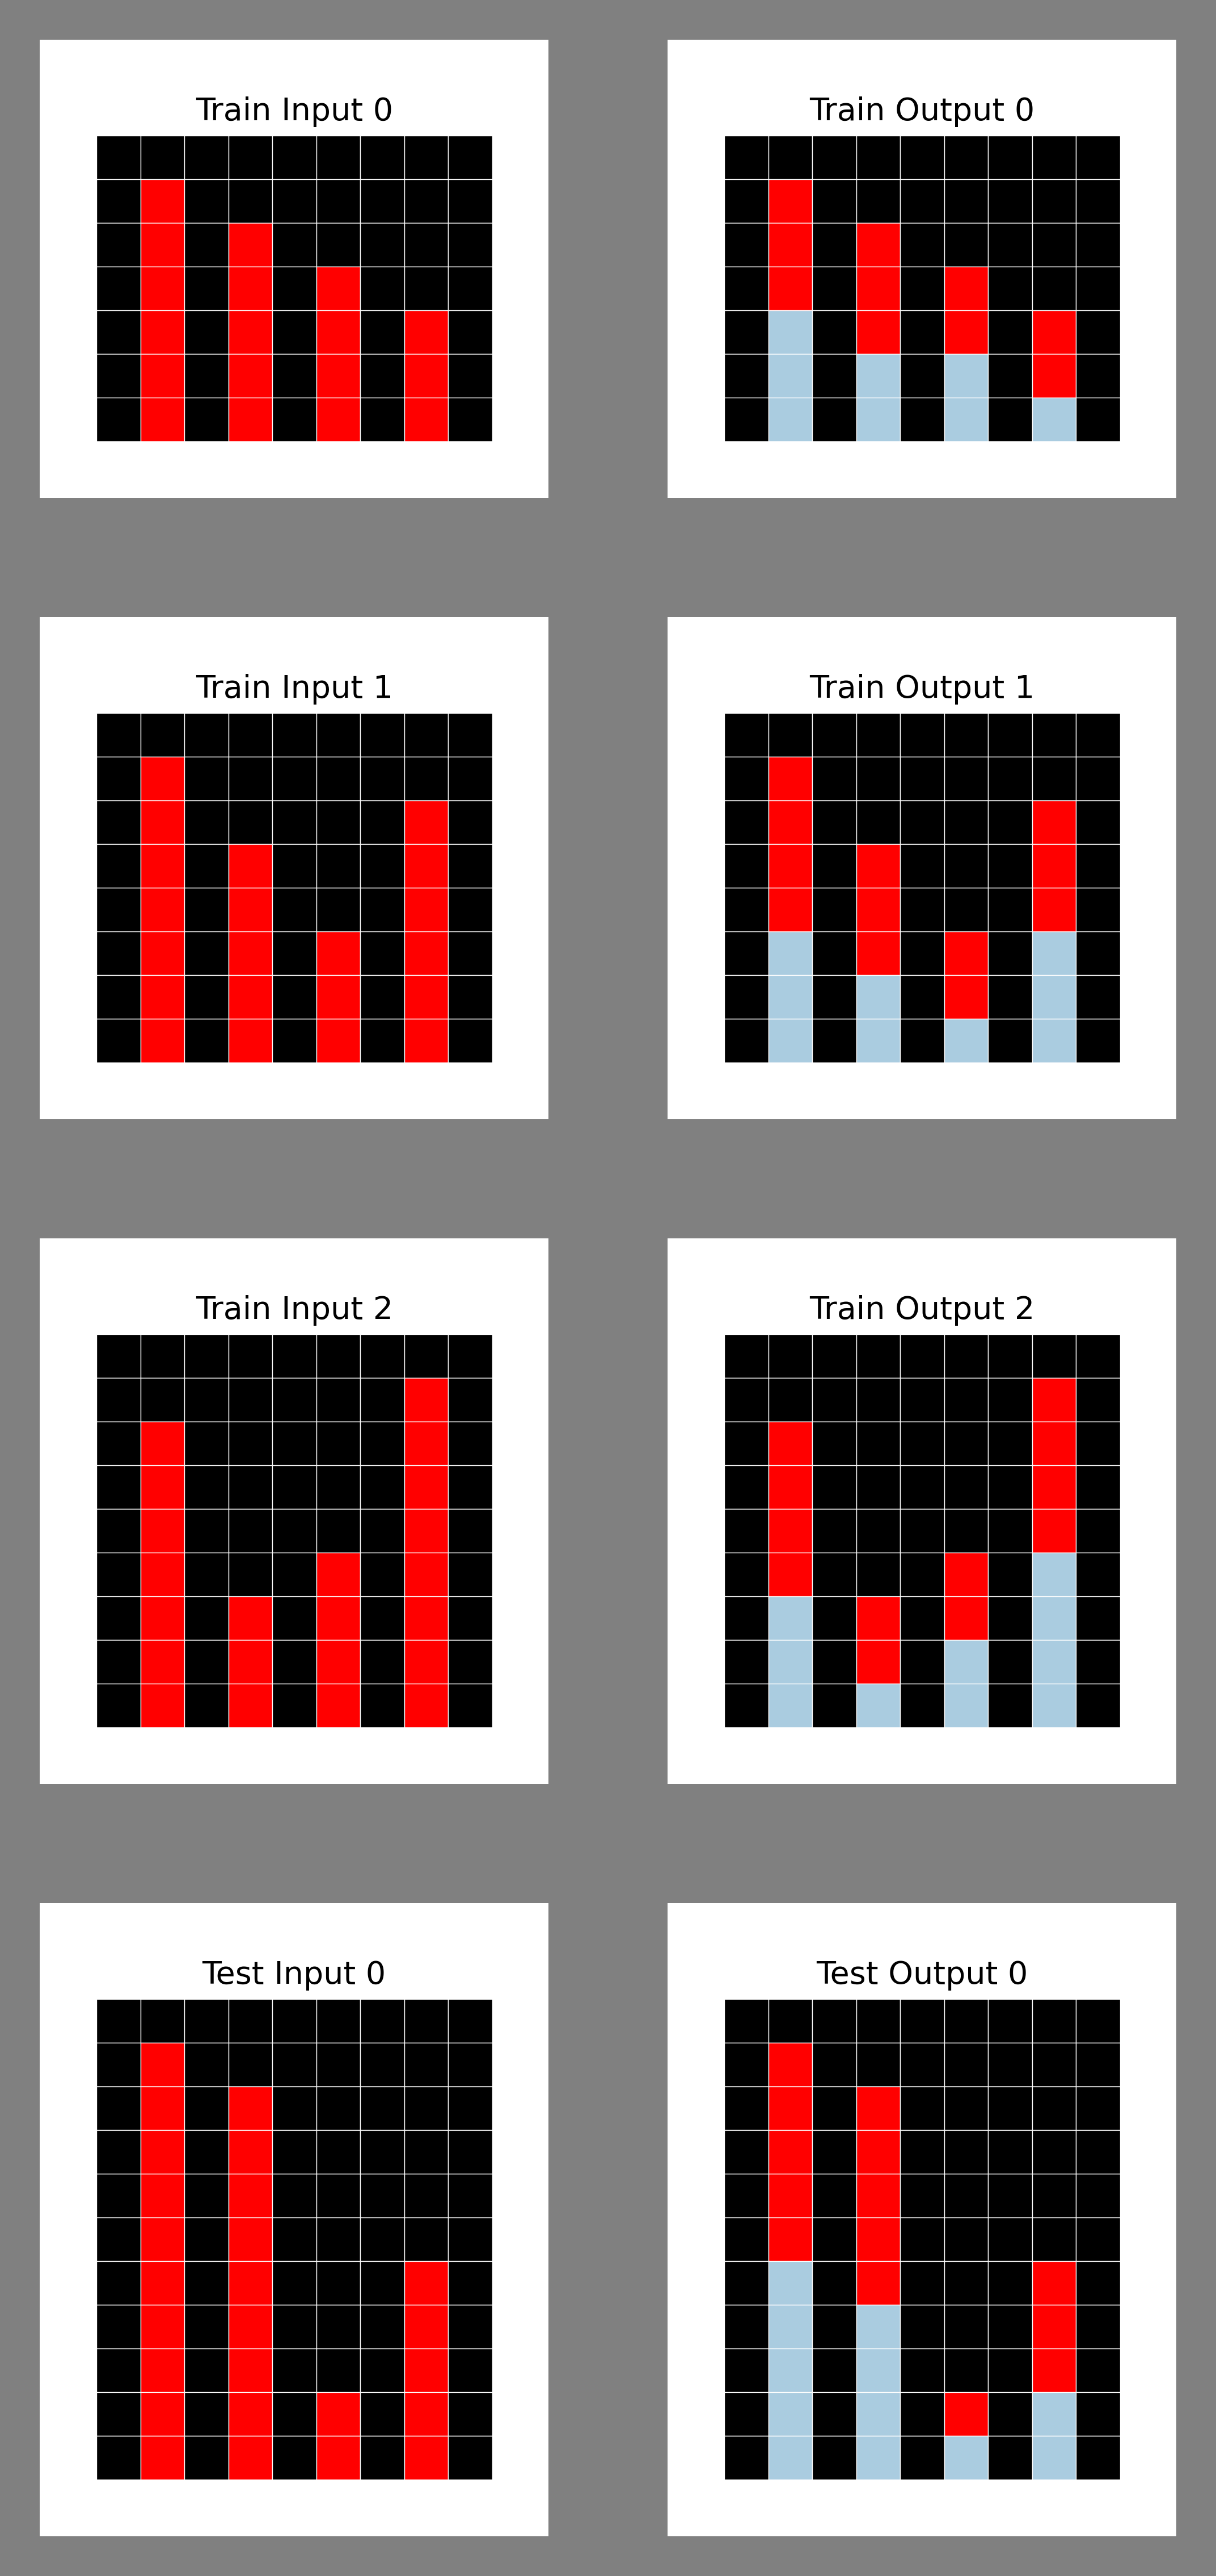 Train Input 0
Train Output 0
Train Input 1
Train Output 1
Train Input 2
Train Output 2
Test Input 0
Test Output 0